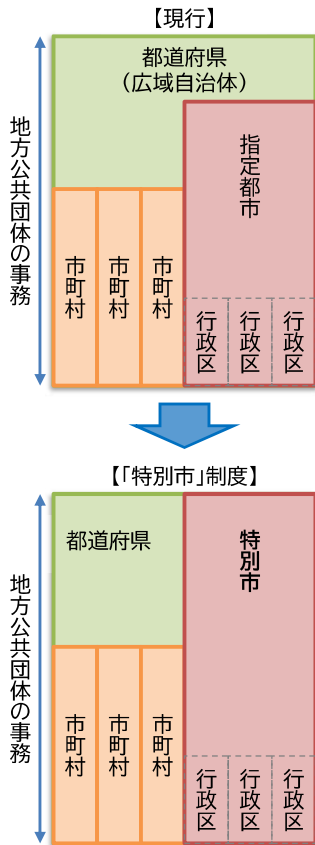 【現行】
都道府県
（広域自治体）
地方公共団体の事務
指定都市
市町村
市町村
市町村
行政区
行政区
行政区
【「特別市」制度】
都道府県
特別市
地方公共団体の事務
市町村
市町村
市町村
行政区
行政区
行政区